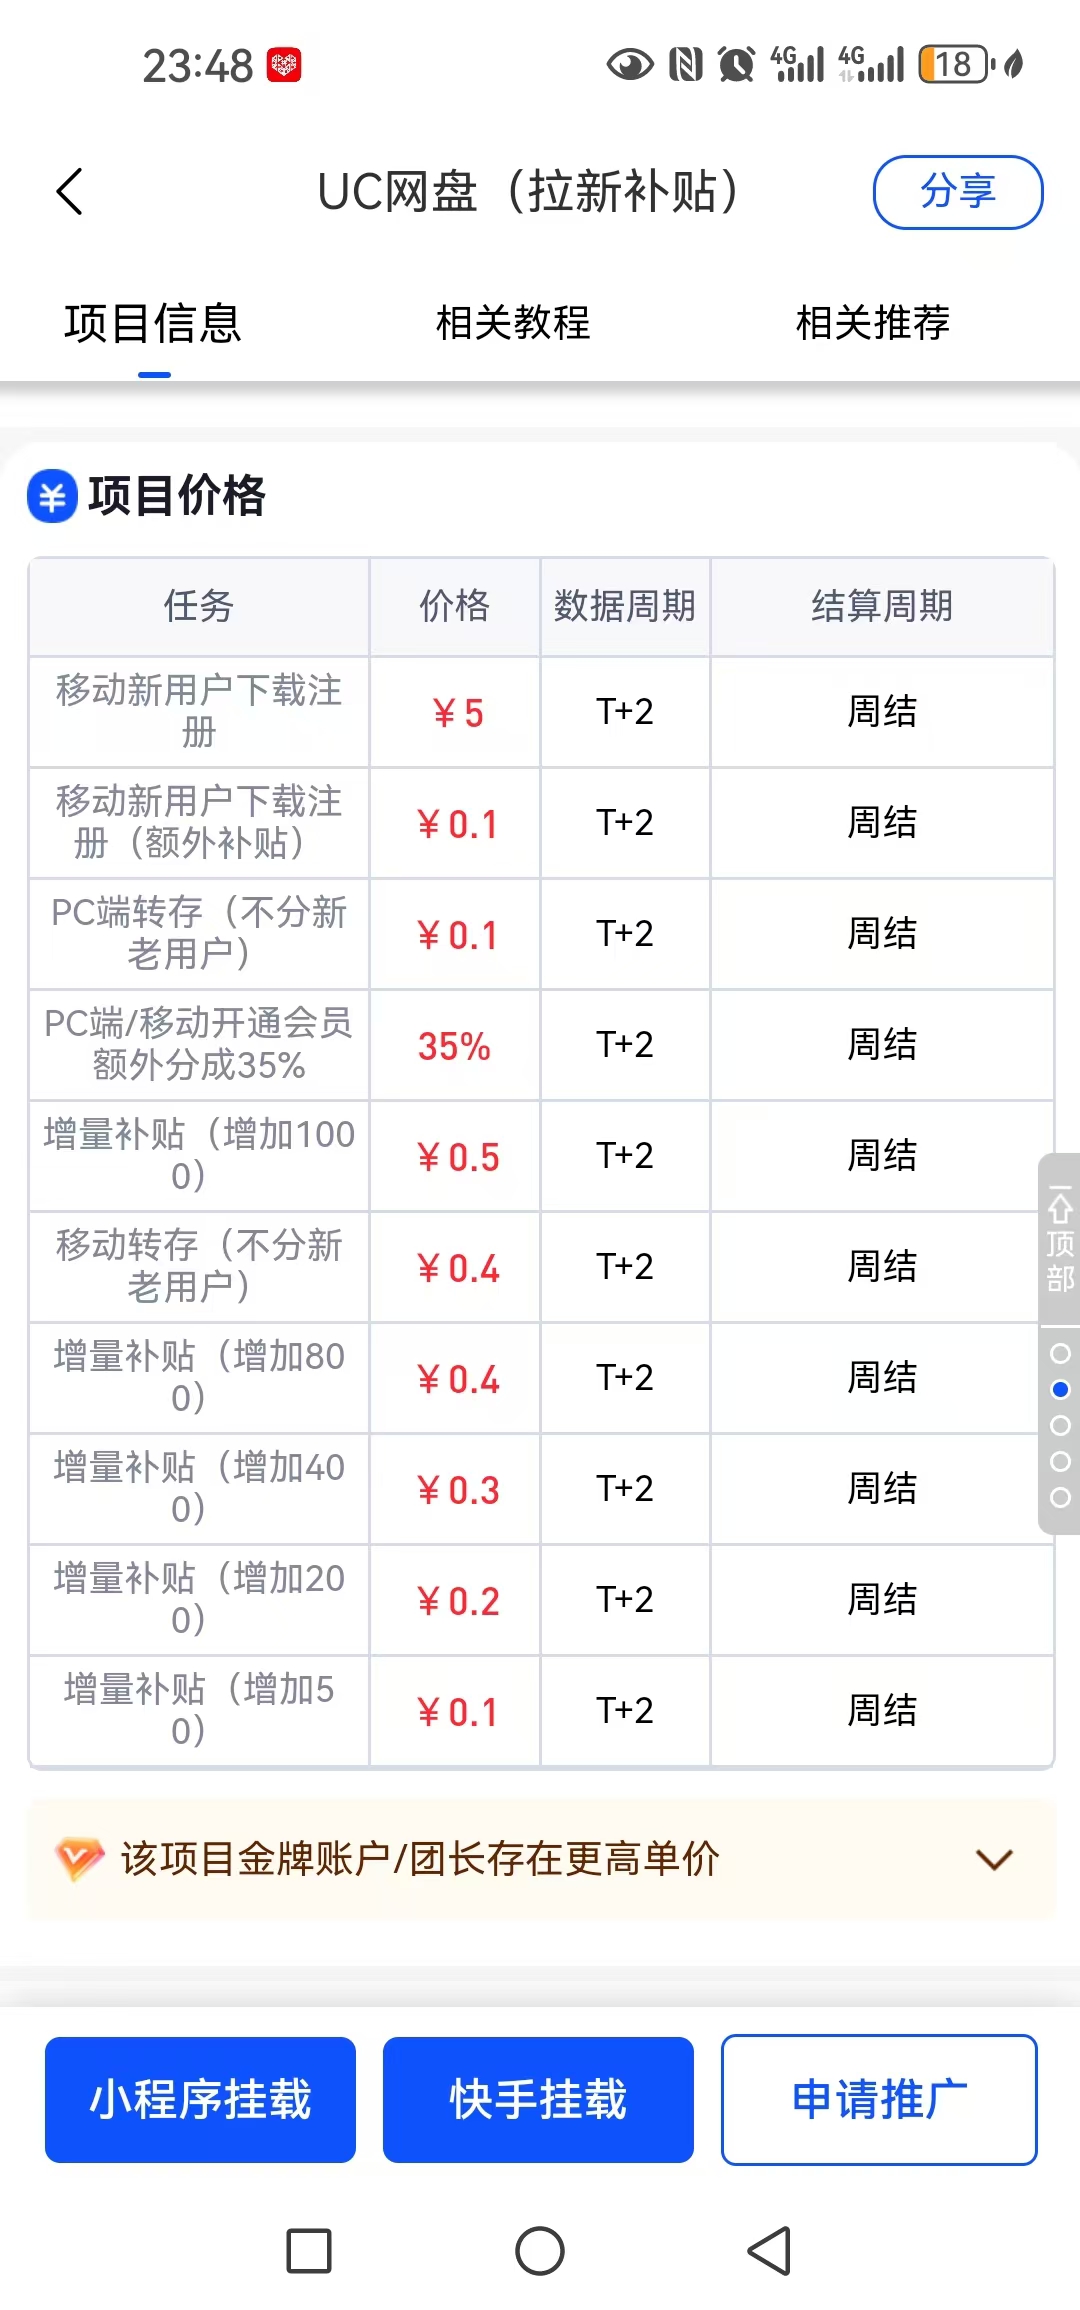 23:48
4G
4G
18
UC网盘（拉新补贴）
分享
项目信息
相关教程
相关推荐
¥
项目价格
任务
价格
数据周期
结算周期
移动新用户下载注
册
¥5
T+2
周结
移动新用户下载注
册（额外补贴）
¥0.1
T+2
周结
PC端转存（不分新
老用户）
¥0.1
T+2
周结
PC端/移动开通会员
额外分成35%
35%
T+2
周结
增量补贴（增加100
0）
¥0.5
T+2
周结
移动转存（不分新
老用户）
¥0.4
T+2
周结
增量补贴（增加80
0）
¥0.4
T+2
周结
增量补贴（增加40
0）
¥0.3
T+2
周结
增量补贴（增加20
0）
¥0.2
T+2
周结
增量补贴（增加5
0）
¥0.1
T+2
周结
顶
部
该项目金牌账户/团长存在更高单价
小程序挂载
快手挂载
申请推广